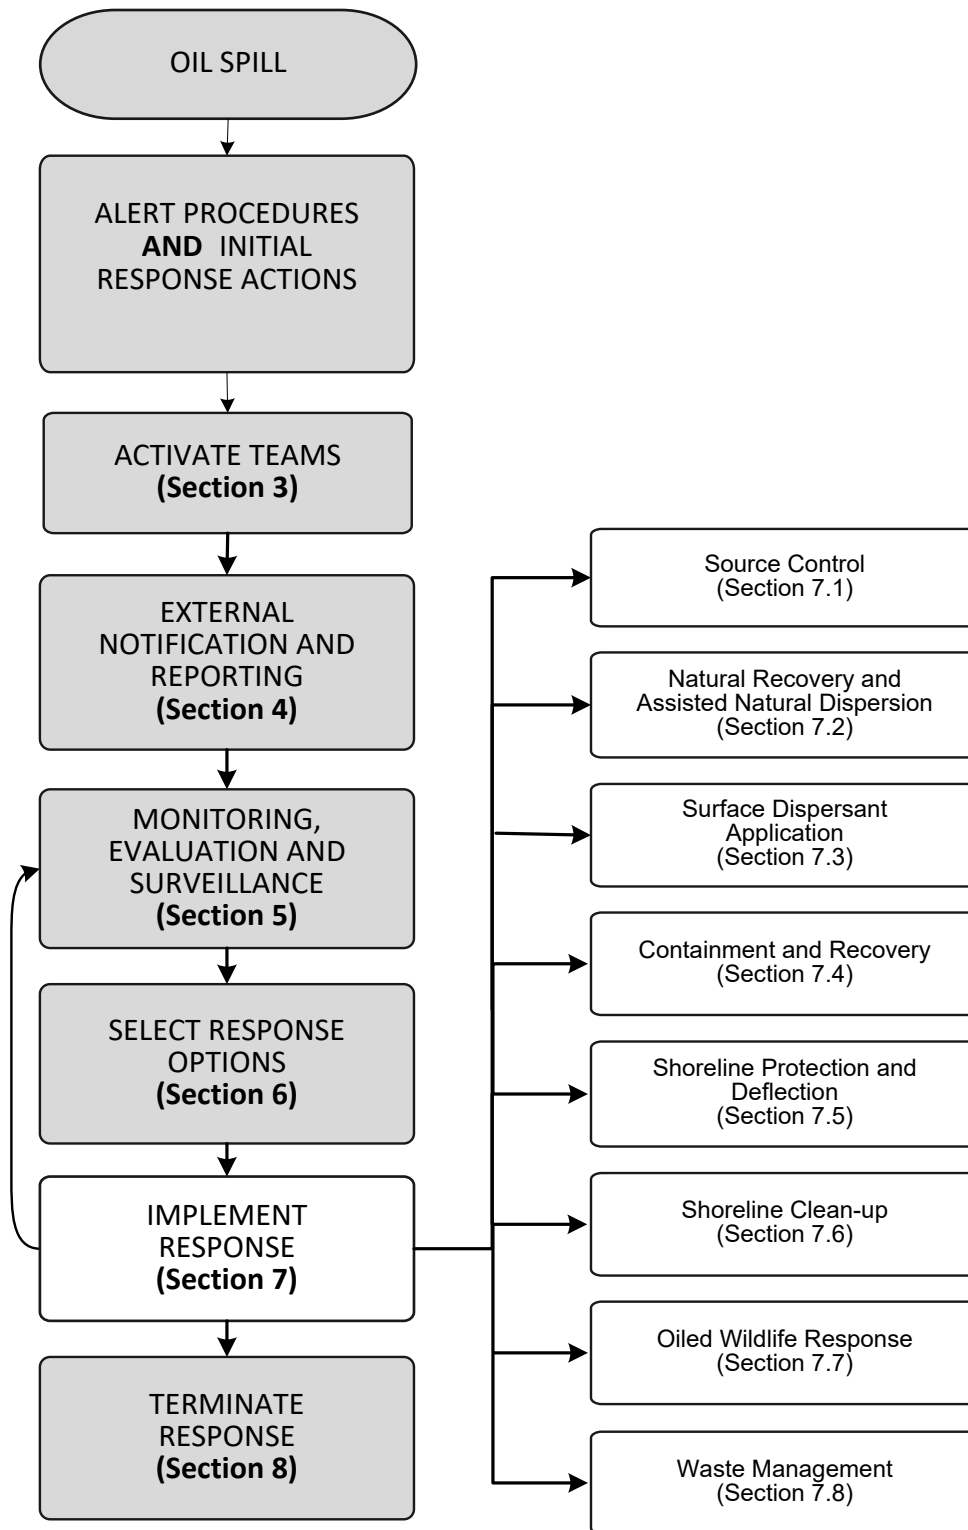 OIL SPILL
ALERT PROCEDURES
AND INITIAL
RESPONSE ACTIONS
ACTIVATE TEAMS
(Section 3)
EXTERNAL
NOTIFICATION AND
REPORTING
(Section 4)
MONITORING,
EVALUATION AND
SURVEILLANCE
(Section 5)
SELECT RESPONSE
OPTIONS
(Section 6)
IMPLEMENT
RESPONSE
(Section 7)
TERMINATE
RESPONSE
(Section 8)
Source Control
(Section 7.1)
Natural Recovery and
Assisted Natural Dispersion
(Section 7.2)
Surface Dispersant
Application
(Section 7.3)
Containment and Recovery
(Section 7.4)
Shoreline Protection and
Deflection
(Section 7.5)
Shoreline Clean-up
(Section 7.6)
Oiled Wildlife Response
(Section 7.7)
Waste Management
(Section 7.8)